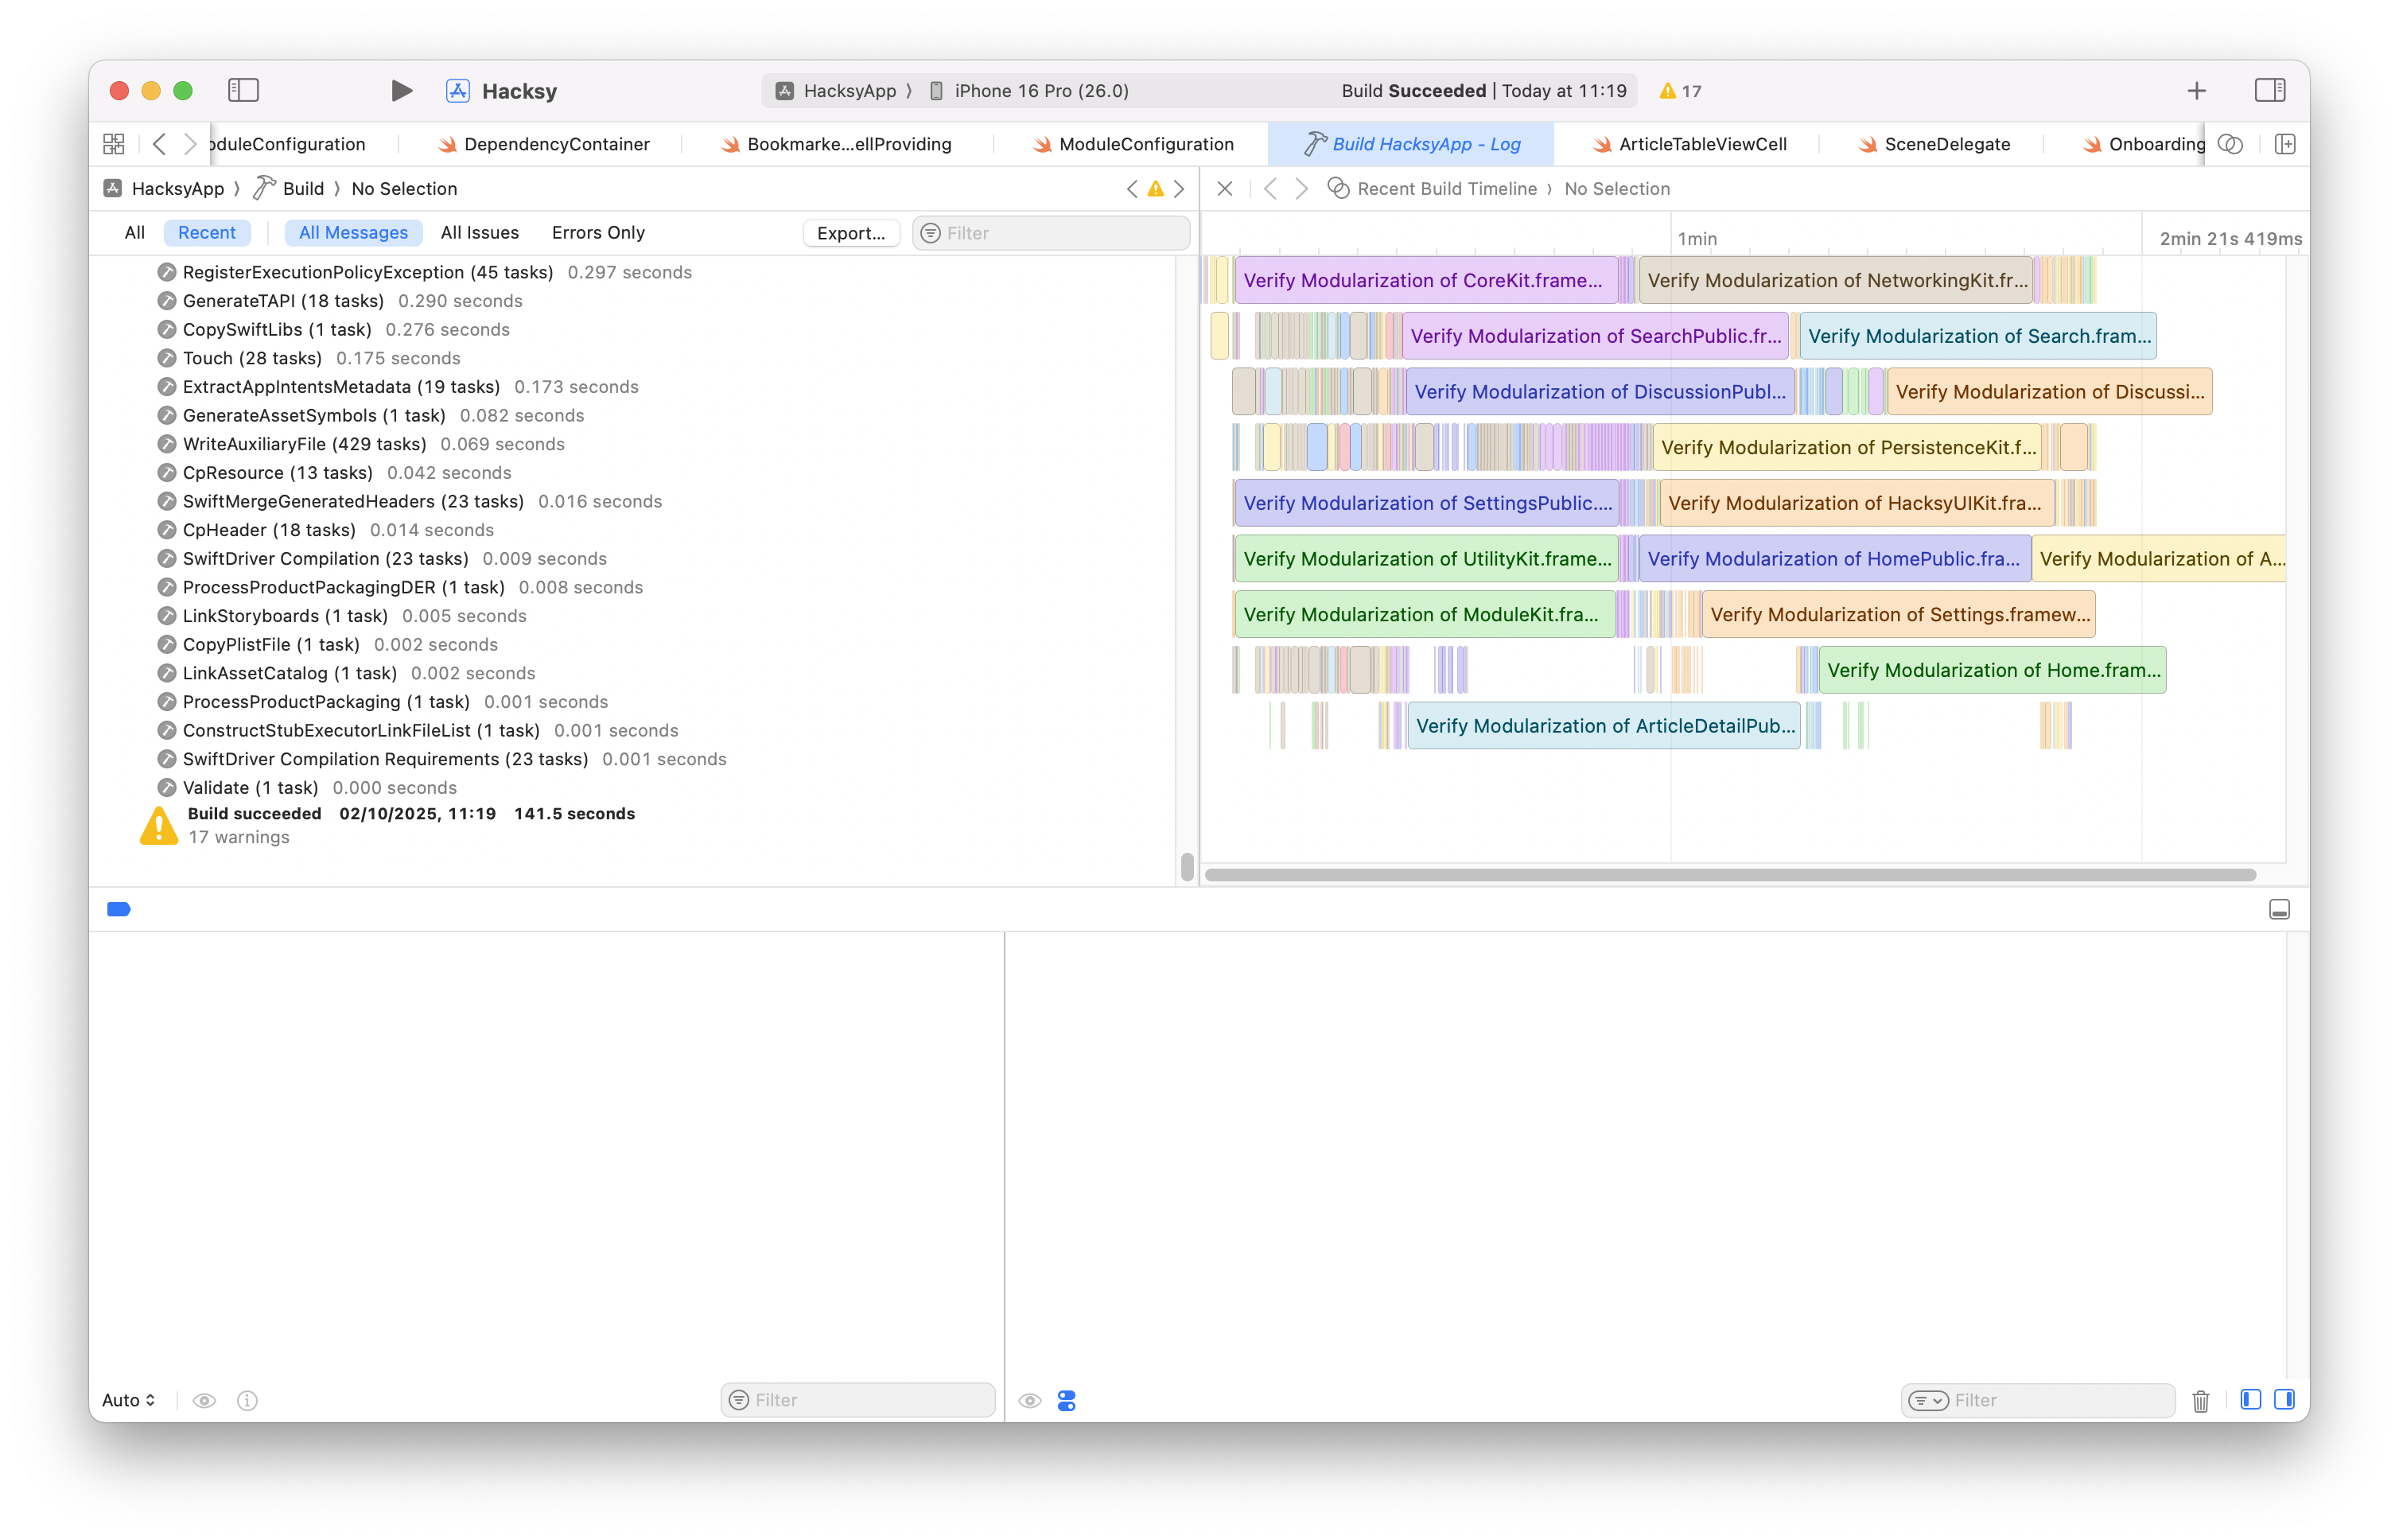 Hacksy
HacksyApp 〉 iPhone 16 Pro (26.0)
Build Succeeded | Today at 11:19
17
oduleConfiguration
DependencyContainer
Bookmarke...ellProviding
ModuleConfiguration
Build HacksyApp - Log
ArticleTableViewCell
SceneDelegate
Onboarding
HacksyApp 〉 Build 〉 No Selection
Recent Build Timeline 〉 No Selection
All Recent All Messages All Issues Errors Only Export... Filter
1min
2min 21s 419ms
RegisterExecutionPolicyException (45 tasks) 0.297 seconds
GenerateTAPI (18 tasks) 0.290 seconds
CopySwiftLibs (1 task) 0.276 seconds
Touch (28 tasks) 0.175 seconds
ExtractAppIntentsMetadata (19 tasks) 0.173 seconds
GenerateAssetSymbols (1 task) 0.082 seconds
WriteAuxiliaryFile (429 tasks) 0.069 seconds
CpResource (13 tasks) 0.042 seconds
SwiftMergeGeneratedHeaders (23 tasks) 0.016 seconds
CpHeader (18 tasks) 0.014 seconds
SwiftDriver Compilation (23 tasks) 0.009 seconds
ProcessProductPackagingDER (1 task) 0.008 seconds
LinkStoryboards (1 task) 0.005 seconds
CopyPlistFile (1 task) 0.002 seconds
LinkAssetCatalog (1 task) 0.002 seconds
ProcessProductPackaging (1 task) 0.001 seconds
ConstructStubExecutorLinkFileList (1 task) 0.001 seconds
SwiftDriver Compilation Requirements (23 tasks) 0.001 seconds
Validate (1 task) 0.000 seconds
Build succeeded 02/10/2025, 11:19 141.5 seconds
17 warnings
Verify Modularization of CoreKit.frame...
Verify Modularization of NetworkingKit.fr...
Verify Modularization of SearchPublic.fr...
Verify Modularization of Search.fram...
Verify Modularization of DiscussionPubl...
Verify Modularization of Discussi...
Verify Modularization of PersistenceKit.f...
Verify Modularization of SettingsPublic....
Verify Modularization of HacksyUIKit.fra...
Verify Modularization of UtilityKit.frame...
Verify Modularization of HomePublic.fra...
Verify Modularization of A...
Verify Modularization of ModuleKit.fra...
Verify Modularization of Settings.framew...
Verify Modularization of Home.fram...
Verify Modularization of ArticleDetailPub...
Auto
Filter
Filter